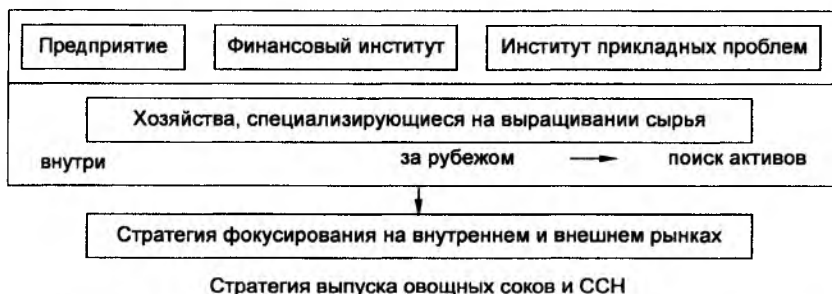 Предприятие Финансовый институт Институт прикладных проблем
Хозяйства, специализирующиеся на выращивании сырья
внутри за рубежом поиск активов
Стратегия фокусирования на внутреннем и внешнем рынках
Стратегия выпуска овощных соков и ССН